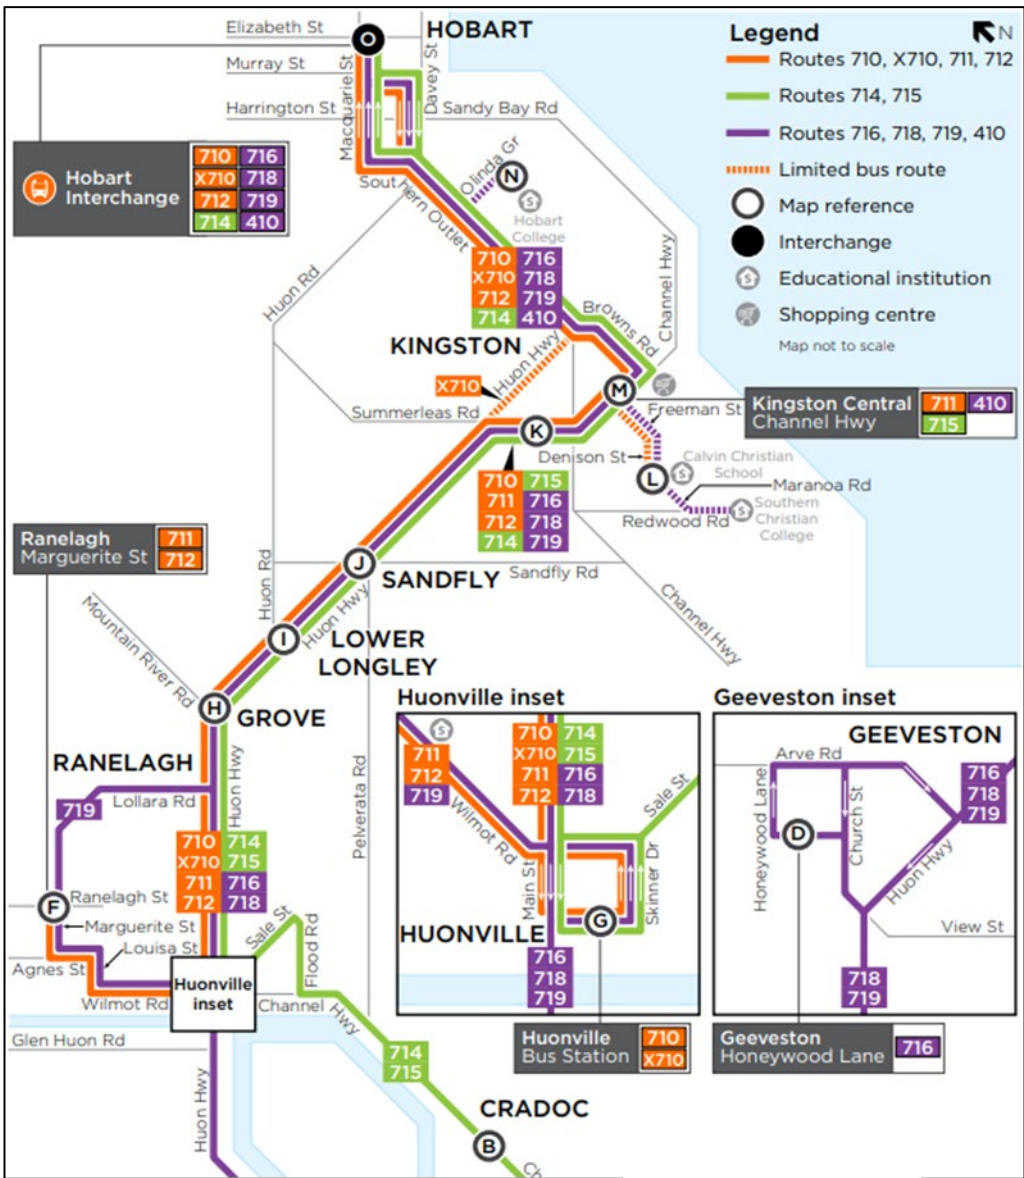 Elizabeth St
O
HOBART
Murray St
Macquarie St
Davey St
Harrington St
Sandy Bay Rd
Legend
N
Routes 710, X710, 711, 712
Routes 714, 715
Routes 716, 718, 719, 410
Limited bus route
Map reference
Interchange
Educational institution
Shopping centre
Map not to scale
Hobart
Interchange
710 716
X710 718
712 719
714 410
Southern Outlet
Olinda Gr
N
S
Hobart
College
Huon Rd
Channel Hwy
710 716
X710 718
712 719
714 410
Browns Rd
KINGSTON
Huon Hwy
X710
Summerleas Rd
M
K
Freeman St
Kingston Central
Channel Hwy
711 410
715
Denison St
L
S
Calvin Christian
School
Maranoa Rd
Redwood Rd
S
Southern
Christian
College
710 715
711 716
712 718
714 719
Ranelagh
Marguerite St
711
712
Huon Rd
J
SANDFLY
Sandfly Rd
Huon Hwy
Channel Hwy
I
LOWER
LONGLEY
Mountain River Rd
H
GROVE
RANELAGH
Huon Hwy
Pelverata Rd
719
Lollara Rd
710 714
X710 715
711 716
712 718
F
Ranelagh St
Marguerite St
Louisa St
Agnes St
Wilmot Rd
Sale St
Flood Rd
Huonville
inset
Channel Hwy
Glen Huon Rd
Huon Hwy
714
715
CRADOC
B
Ch
Huonville inset
S
711
712
719
710 714
X710 715
711 716
712 718
Wilmot Rd
Sale St
Main St
Skinner Dr
G
HUONVILLE
716
718
719
Huonville
Bus Station
710
X710
Geeveston inset
GEEVESTON
Arve Rd
716
718
719
Honeywood Lane
D
Church St
Huon Hwy
View St
718
719
Geeveston
Honeywood Lane
716